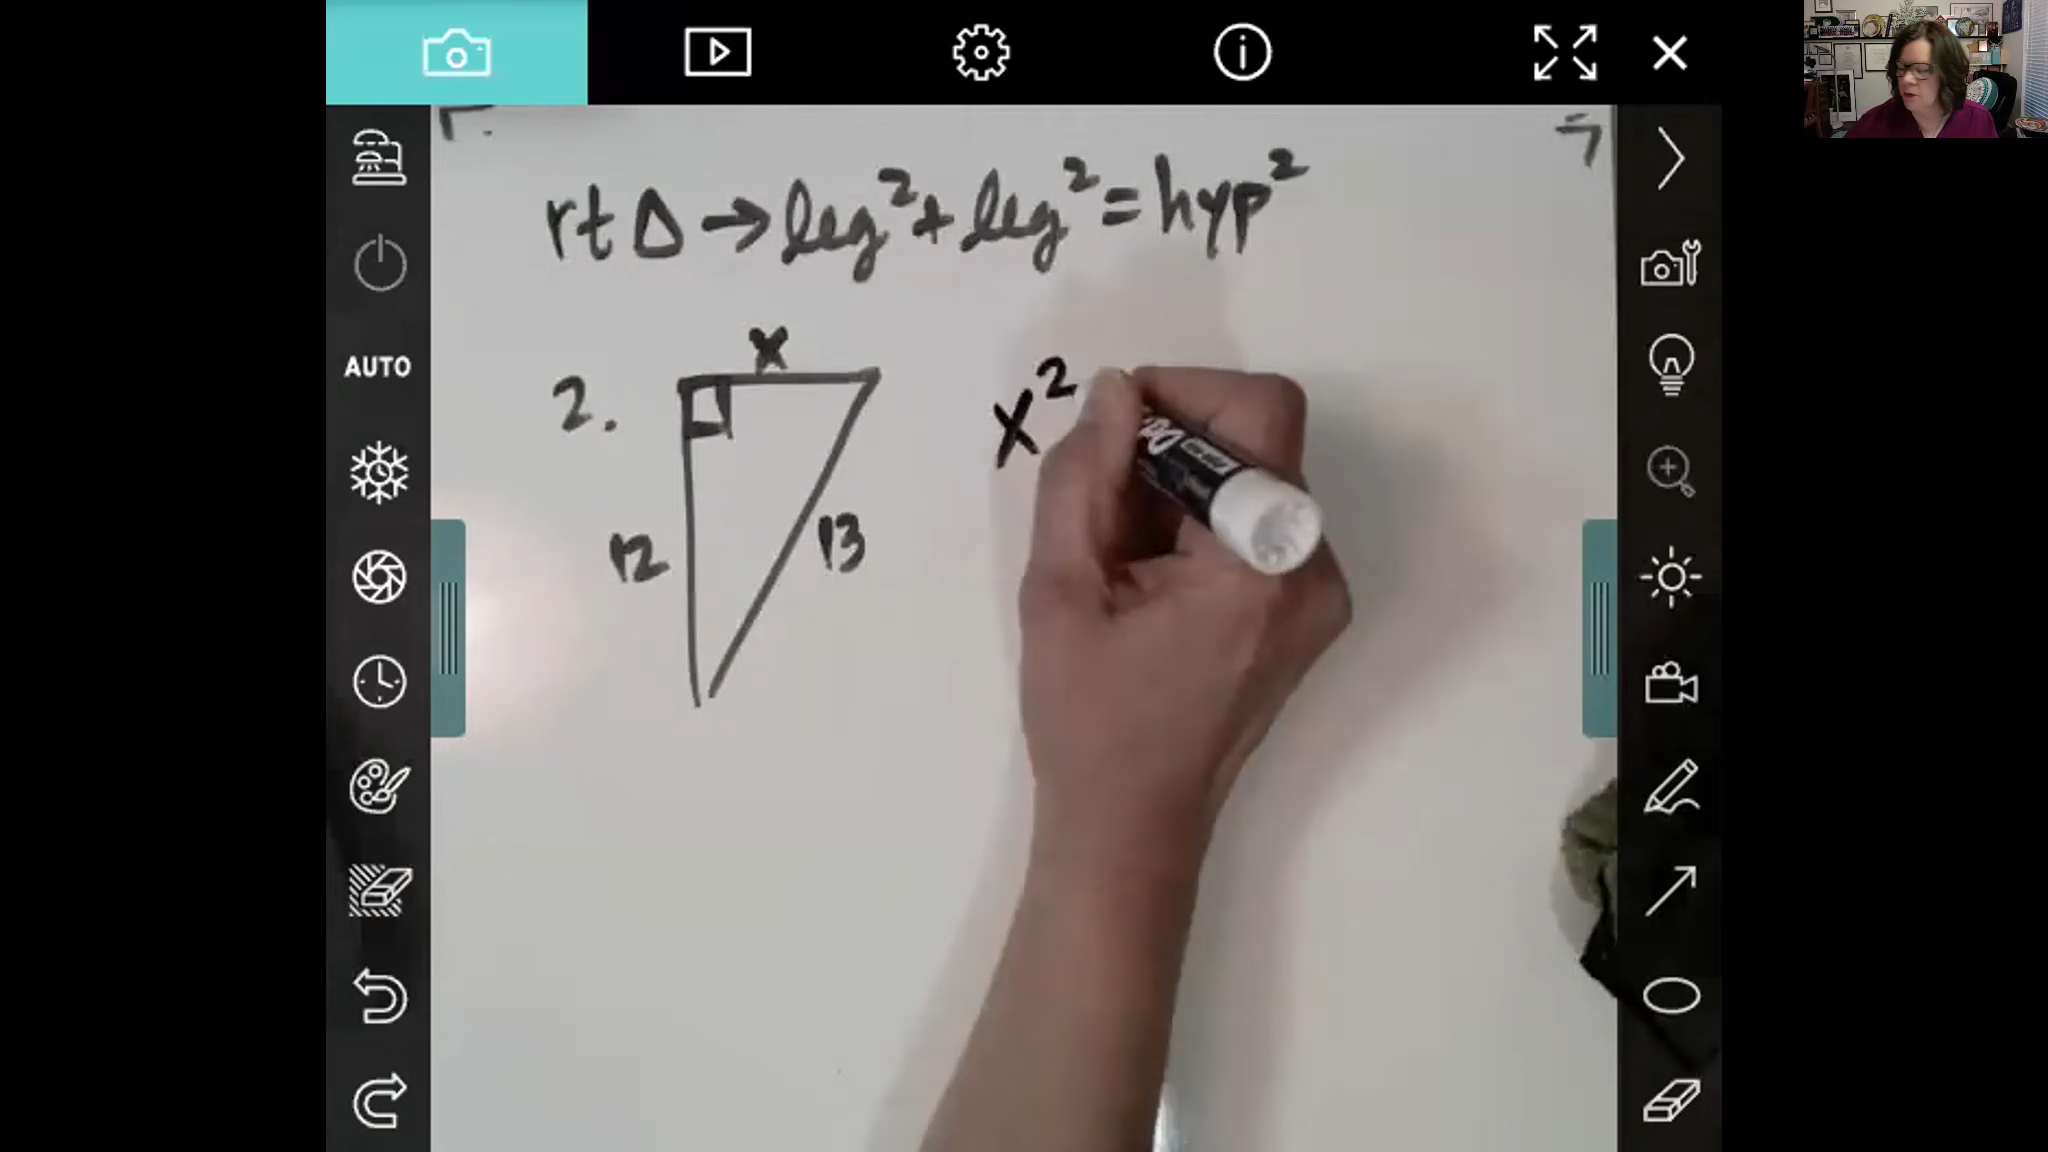 AUTO
rt Δ → leg² + leg² = hyp²
x
2.
x²
12
13